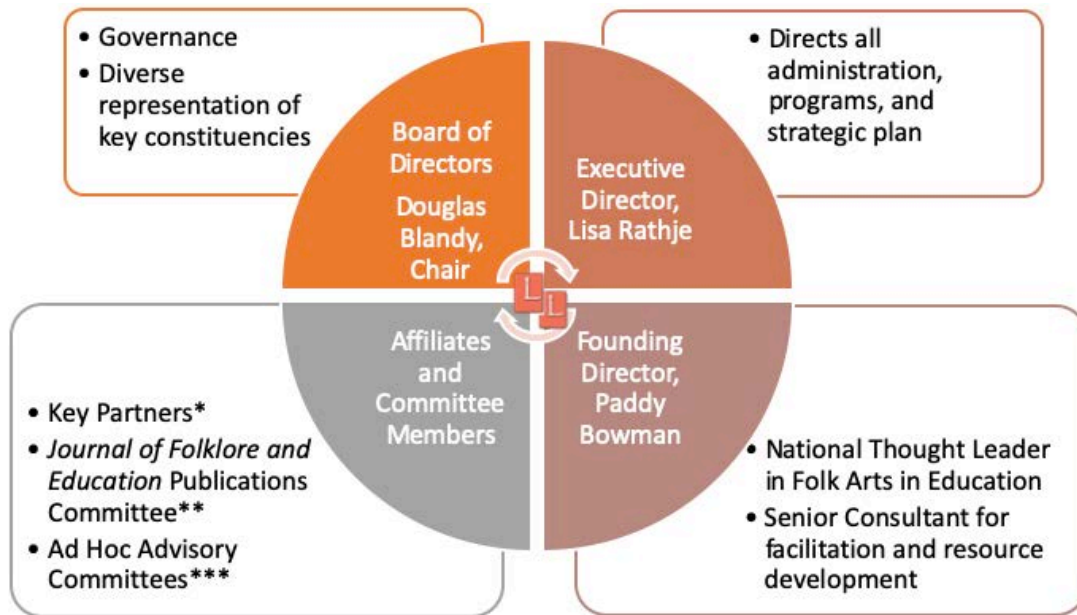 • Governance
• Diverse
representation of
key constituencies
Board of
Directors
Douglas
Blandy,
Chair
Executive
Director,
Lisa Rathje
• Directs all
administration,
programs, and
strategic plan
L
L
• Key Partners*
• Journal of Folklore and
Education Publications
Committee**
• Ad Hoc Advisory
Committees***
Affiliates
and
Committee
Members
Founding
Director,
Paddy
Bowman
• National Thought Leader
in Folk Arts in Education
• Senior Consultant for
facilitation and resource
development